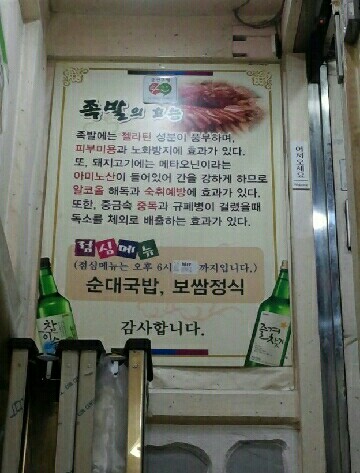 족발의 효능
족발에는 젤라틴 성분이 풍부하며,
피부미용과 노화방지에 효과가 있다.
또, 돼지고기에는 메타오닌이라는
아미노산이 들어있어 간을 강하게 하므로
알코올 해독과 숙취예방에 효과가 있다.
또한, 중금속 중독과 규폐병이 걸렸을때
독소를 체외로 배출하는 효과가 있다.
점심메뉴
(점심메뉴는 오후 6시 까지입니다.)
순대국밥, 보쌈정식
감사합니다.
어서오세요